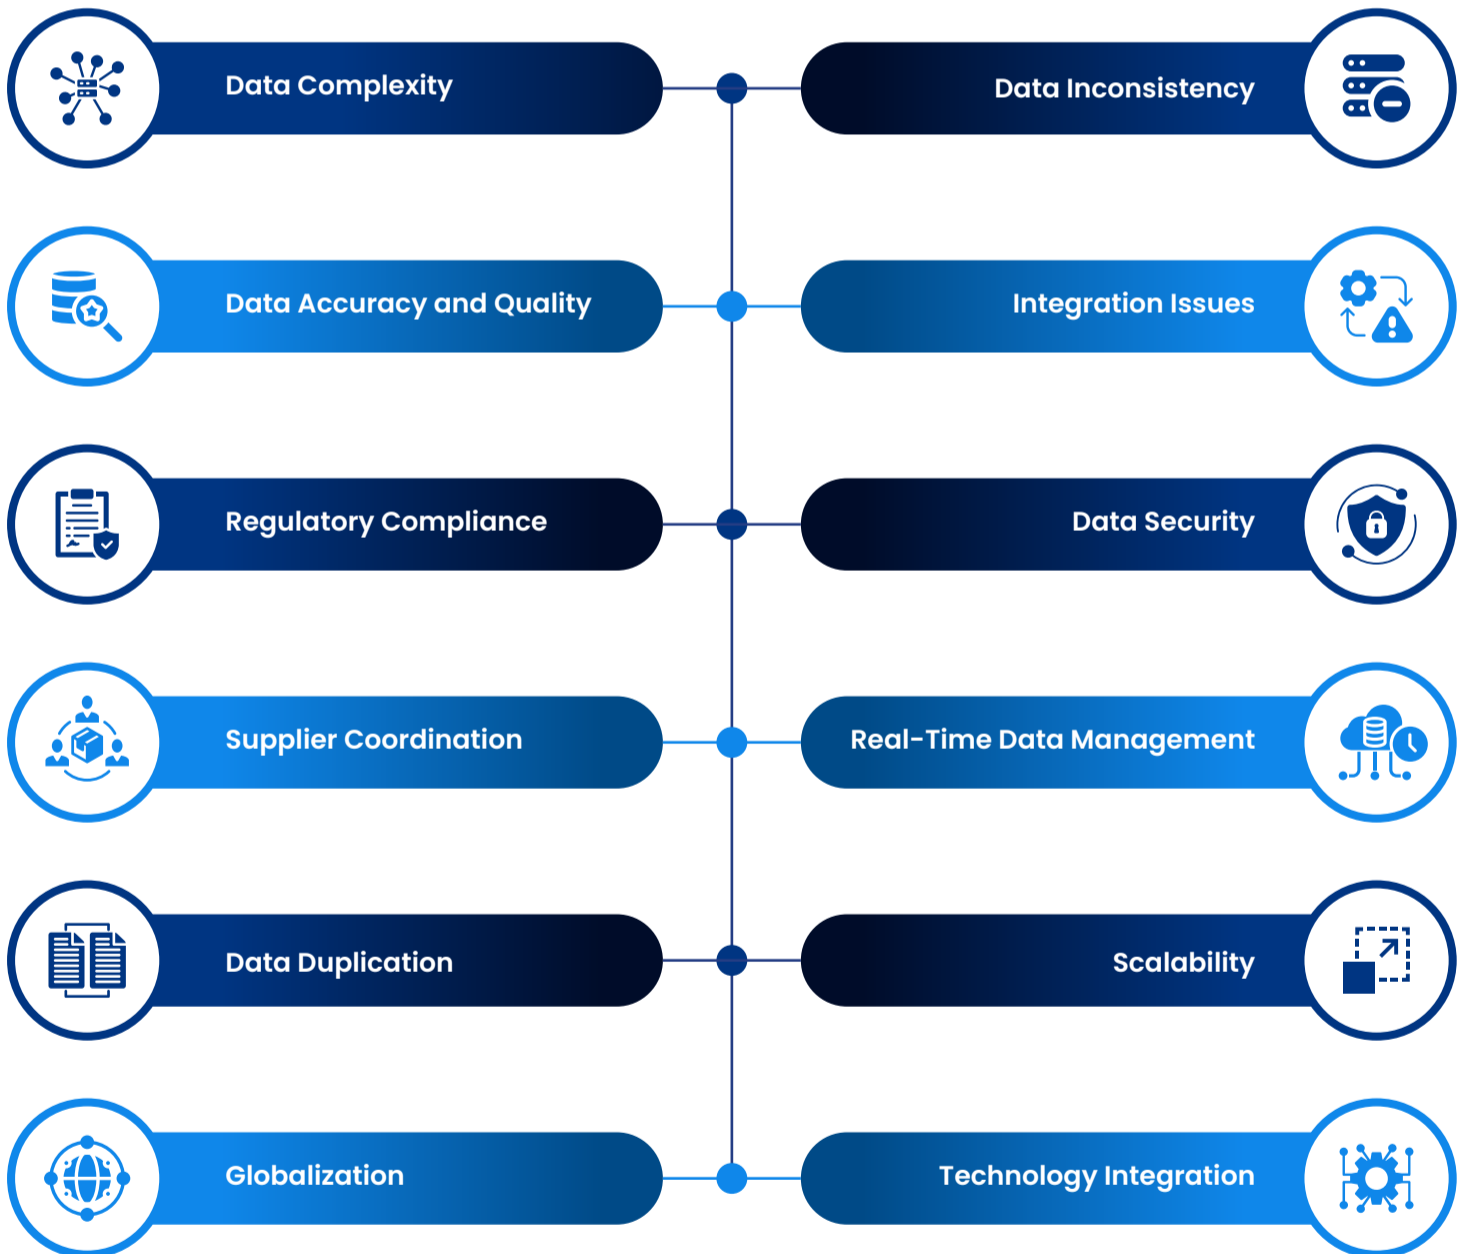 Data Complexity
Data Inconsistency
Data Accuracy and Quality
Integration Issues
Regulatory Compliance
Data Security
Supplier Coordination
Real-Time Data Management
Data Duplication
Scalability
Globalization
Technology Integration